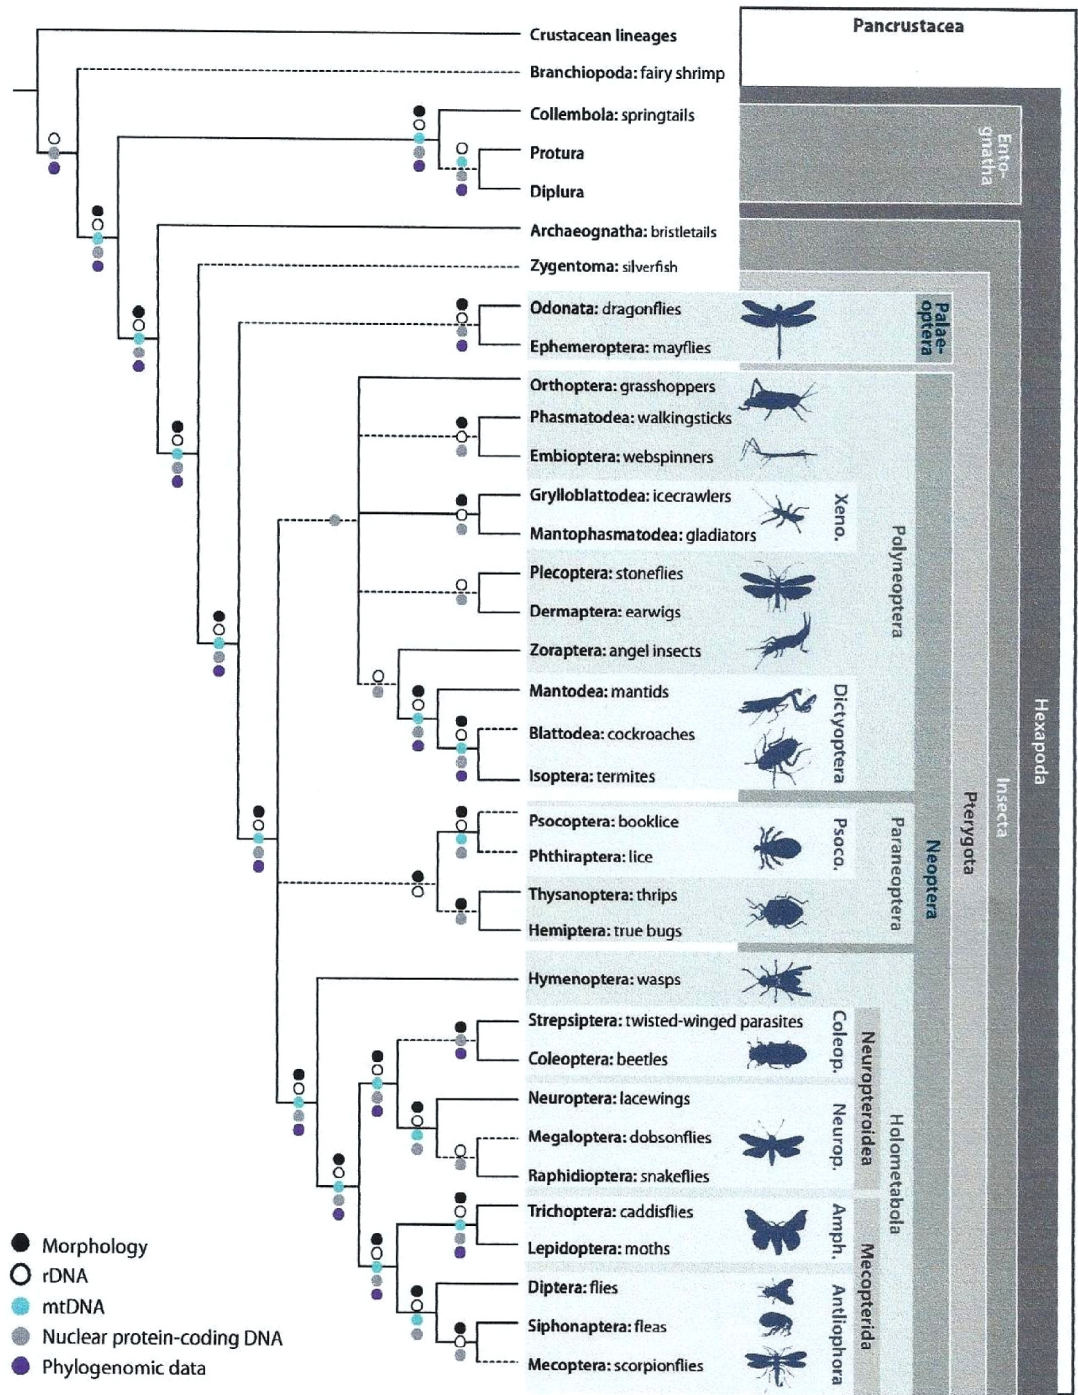 Pancrustacea
Crustacean lineages
Branchiopoda: fairy shrimp
Collembola: springtails
Protura
Diplura
Ento-
gnatha
Archaeognatha: bristletails
Zygentoma: silverfish
Odonata: dragonflies
Ephemeroptera: mayflies
Palae-
optera
Orthoptera: grasshoppers
Phasmatodea: walkingsticks
Embioptera: webspinners
Grylloblattodea: icecrawlers
Mantophasmatodea: gladiators
Xeno.
Plecoptera: stoneflies
Dermaptera: earwigs
Zoraptera: angel insects
Mantodea: mantids
Blattodea: cockroaches
Isoptera: termites
Dictyoptera
Polyneoptera
Psocoptera: booklice
Phthiraptera: lice
Psoco.
Thysanoptera: thrips
Hemiptera: true bugs
Paraneoptera
Hymenoptera: wasps
Strepsiptera: twisted-winged parasites
Coleoptera: beetles
Coleop.
Neuroptera: lacewings
Megaloptera: dobsonflies
Raphidioptera: snakeflies
Neurop.
Neuropteroidea
Trichoptera: caddisflies
Lepidoptera: moths
Amph.
Diptera: flies
Siphonaptera: fleas
Mecoptera: scorpionflies
Antliophora
Mecopterida
Holometabola
Neoptera
Pterygota
Insecta
Hexapoda
Morphology
rDNA
mtDNA
Nuclear protein-coding DNA
Phylogenomic data